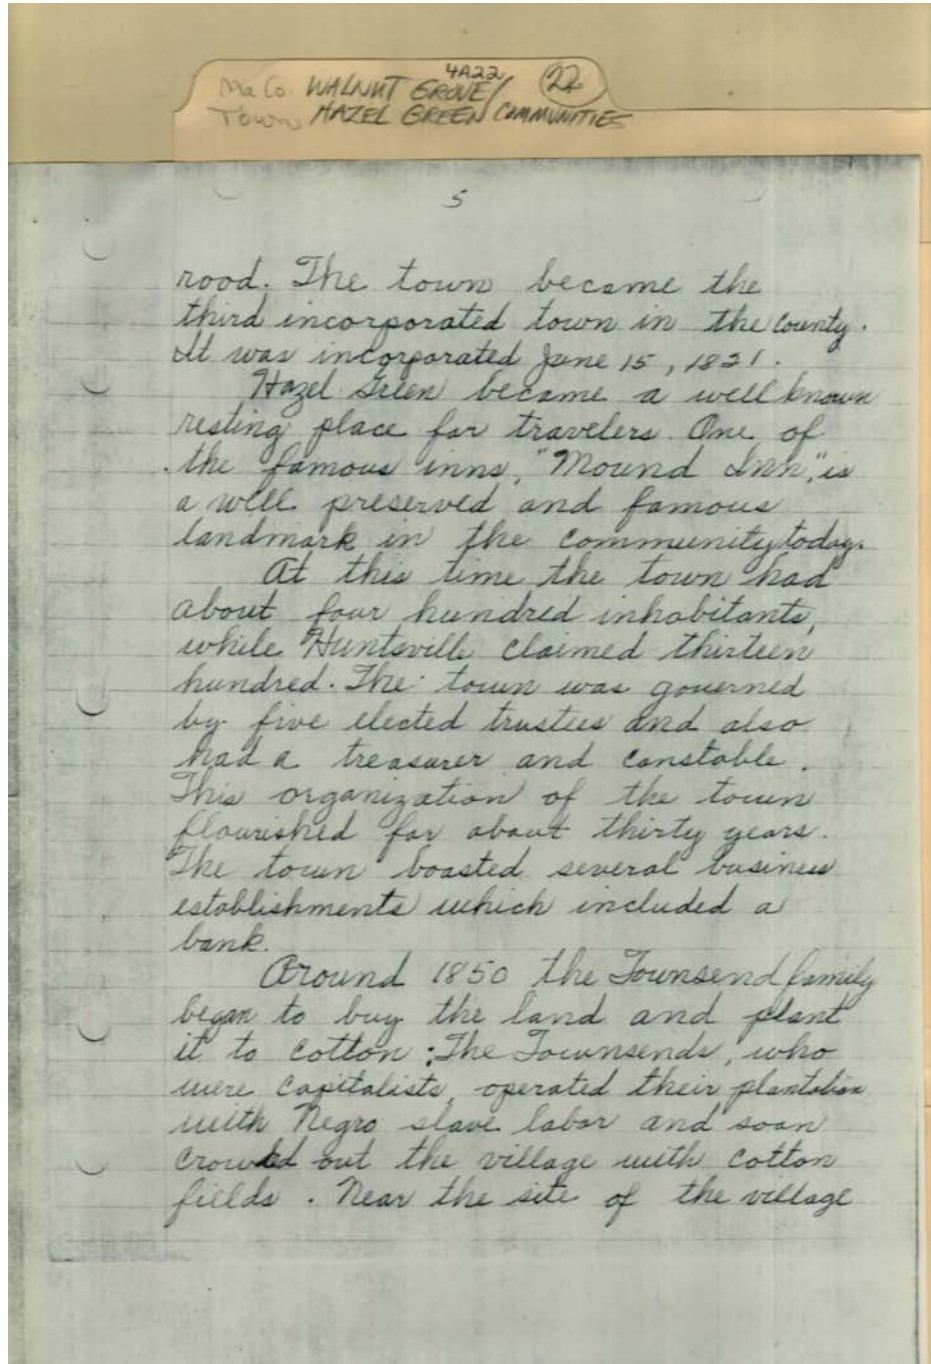 4A22
Ma Co WALNUT GROVE/ 22
Town HAZEL GREEN COMMUNITIES
5
rood. The town became the
third incorporated town in the county.
It was incorporated June 15, 1821.
Hazel Green became a well known
resting place for travelers. One of
the famous inns, "Mound Inn", is
a well preserved and famous
landmark in the community today.
At this time the town had
about four hundred inhabitants,
while Huntsville claimed thirteen
hundred. The town was governed
by five elected trustees and also
had a treasurer and constable.
This organization of the town
flourished for about thirty years.
The town boasted several business
establishments which included a
bank.
Around 1850 the Townsend family
began to buy the land and plant
it to cotton; The Townsends, who
were capitalists, operated their plantation
with Negro slave labor and soon
crowded out the village with cotton
fields. Near the site of the village